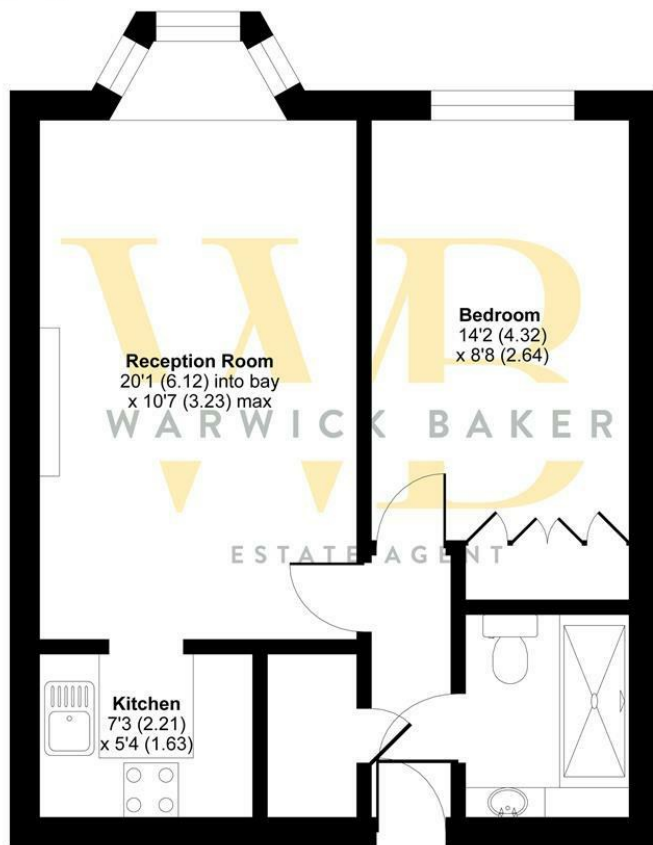 Bedroom
14'2 (4.32)
x 8'8 (2.64)
Reception Room
20'1 (6.12) into bay
x 10'7 (3.23) max
WB
WARWICK BAKER
ESTATE AGENT
Kitchen
7'3 (2.21)
x 5'4 (1.63)